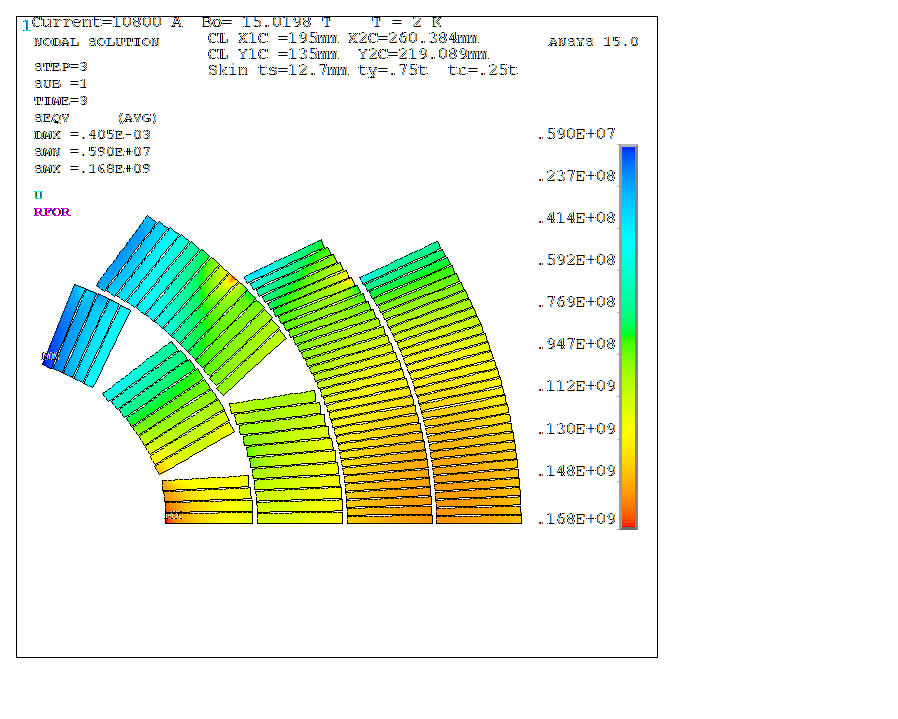 1Current=10800 A  Bo= 15.0198 T    T = 2 K
NODAL SOLUTION
CL X1C =195mm X2C=260.384mm
CL Y1C =135mm  Y2C=219.089mm
Skin ts=12.7mm ty=.75t  tc=.25t
ANSYS 15.0
STEP=3
SUB =1
TIME=3
SEQV     (AVG)
DMX =.405E-03
SMN =.590E+07
SMX =.168E+09
U
RFOR
.590E+07
.237E+08
.414E+08
.592E+08
.769E+08
.947E+08
.112E+09
.130E+09
.148E+09
.168E+09